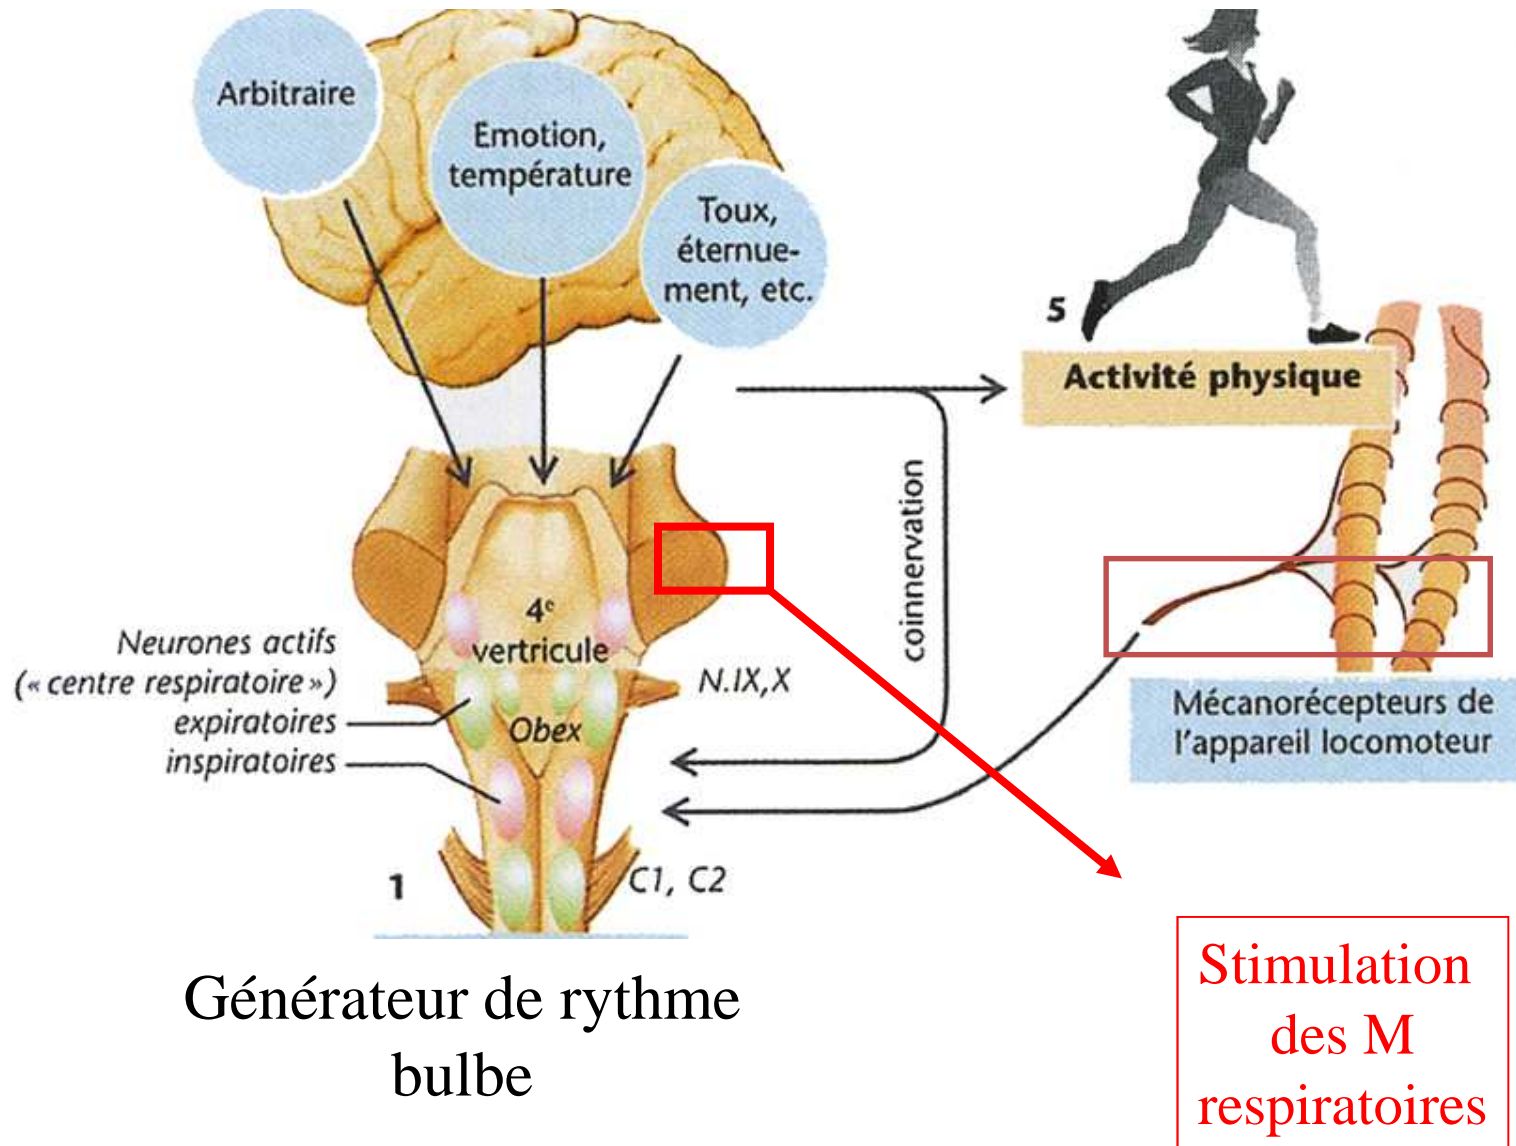 Arbitraire
Emotion,
température
Toux,
éternue-
ment, etc.
5
Activité physique
coinnervation
4e
vertricule
Neurones actifs
(« centre respiratoire »)
expiratoires
inspiratoires
N.IX,X
Obex
Mécanorécepteurs de
l'appareil locomoteur
1
C1, C2
Générateur de rythme
bulbe
Stimulation
des M
respiratoires